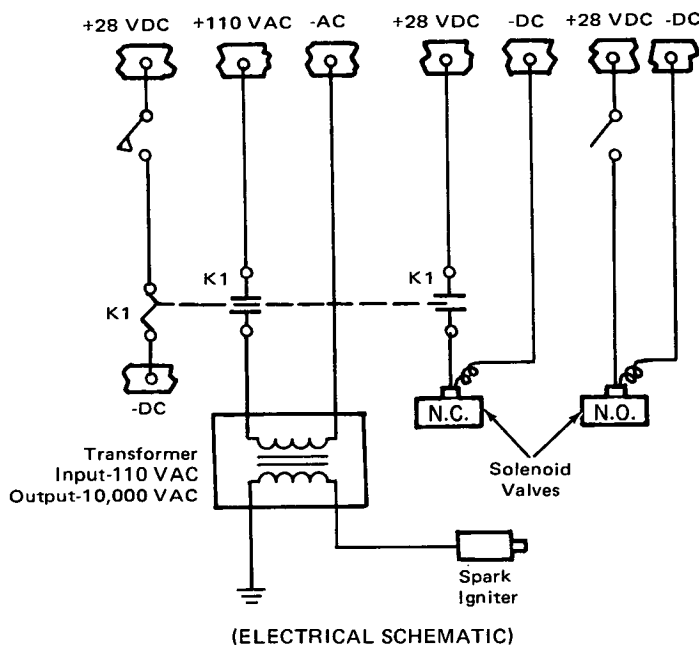 +28 VDC
+110 VAC
-AC
+28 VDC
-DC
+28 VDC
-DC
K1
K1
K1
-DC
N.C.
N.O.
Solenoid
Valves
Transformer
Input-110 VAC
Output-10,000 VAC
Spark
Igniter
(ELECTRICAL SCHEMATIC)